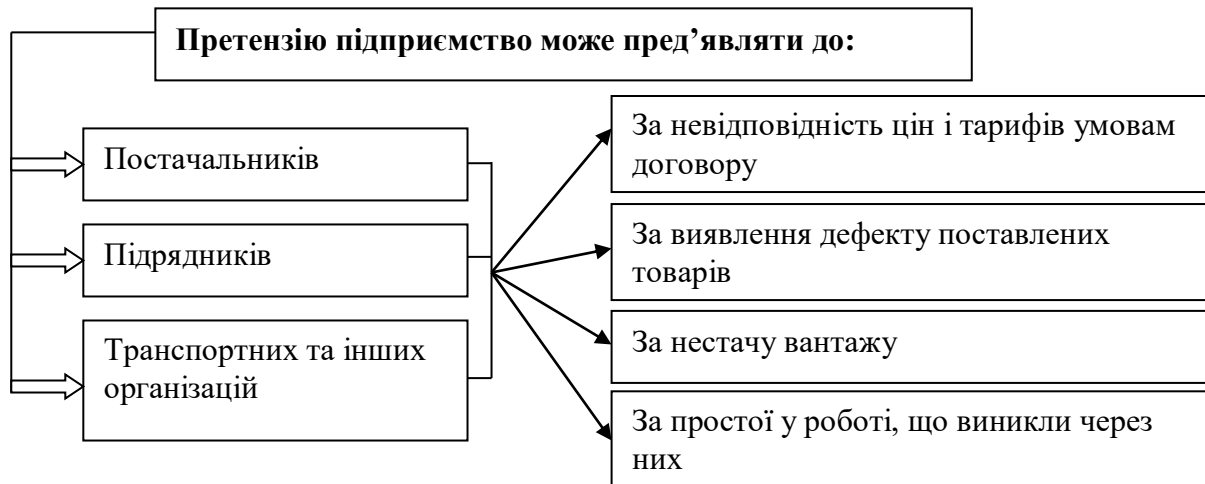 Претензію підприємство може пред’являти до:
Постачальників
Підрядників
Транспортних та інших
організацій
За невідповідність цін і тарифів умовам
договору
За виявлення дефекту поставлених
товарів
За нестачу вантажу
За простої у роботі, що виникли через
них